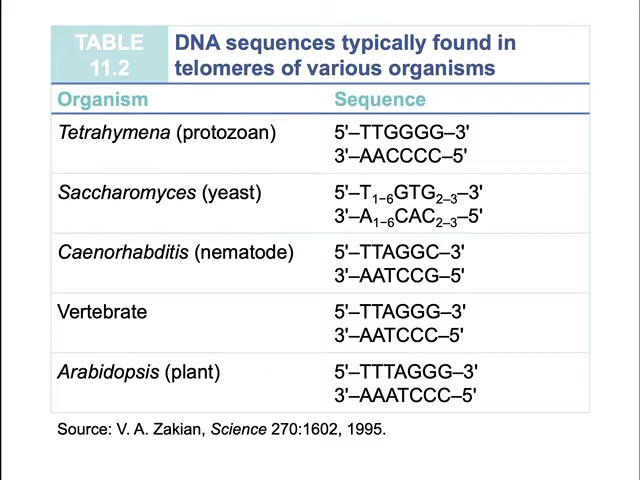 TABLE 11.2
DNA sequences typically found in
telomeres of various organisms
Organism Sequence
Tetrahymena (protozoan) 5'–TTGGGG–3'
3'–AACCCC–5'
Saccharomyces (yeast) 5'–T₁₋₆GTG₂₋₃–3'
3'–A₁₋₆CAC₂₋₃–5'
Caenorhabditis (nematode) 5'–TTAGGC–3'
3'–AATCCG–5'
Vertebrate 5'–TTAGGG–3'
3'–AATCCC–5'
Arabidopsis (plant) 5'–TTTAGGG–3'
3'–AAATCCC–5'
Source: V. A. Zakian, Science 270:1602, 1995.